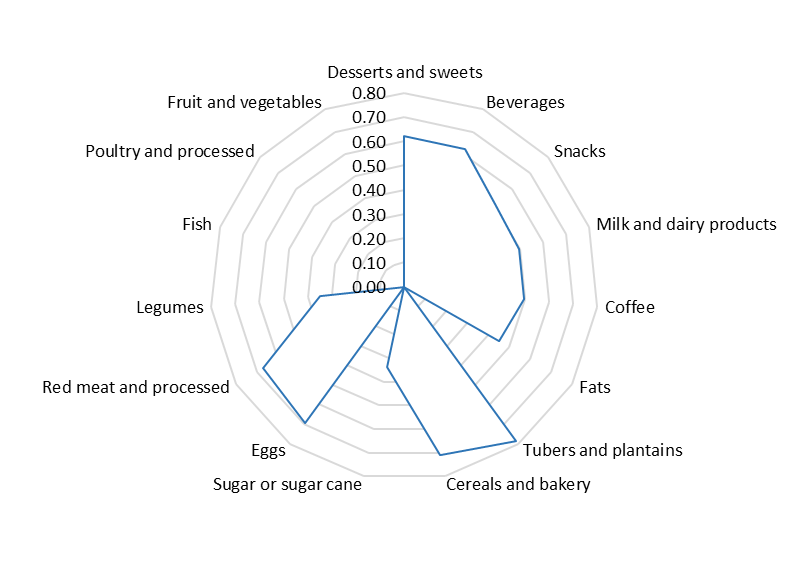 Desserts and sweets
Beverages
Snacks
Milk and dairy products
Coffee
Fats
Tubers and plantains
Cereals and bakery
Sugar or sugar cane
Eggs
Red meat and processed
Legumes
Fish
Poultry and processed
Fruit and vegetables
0.80
0.70
0.60
0.50
0.40
0.30
0.20
0.10
0.00